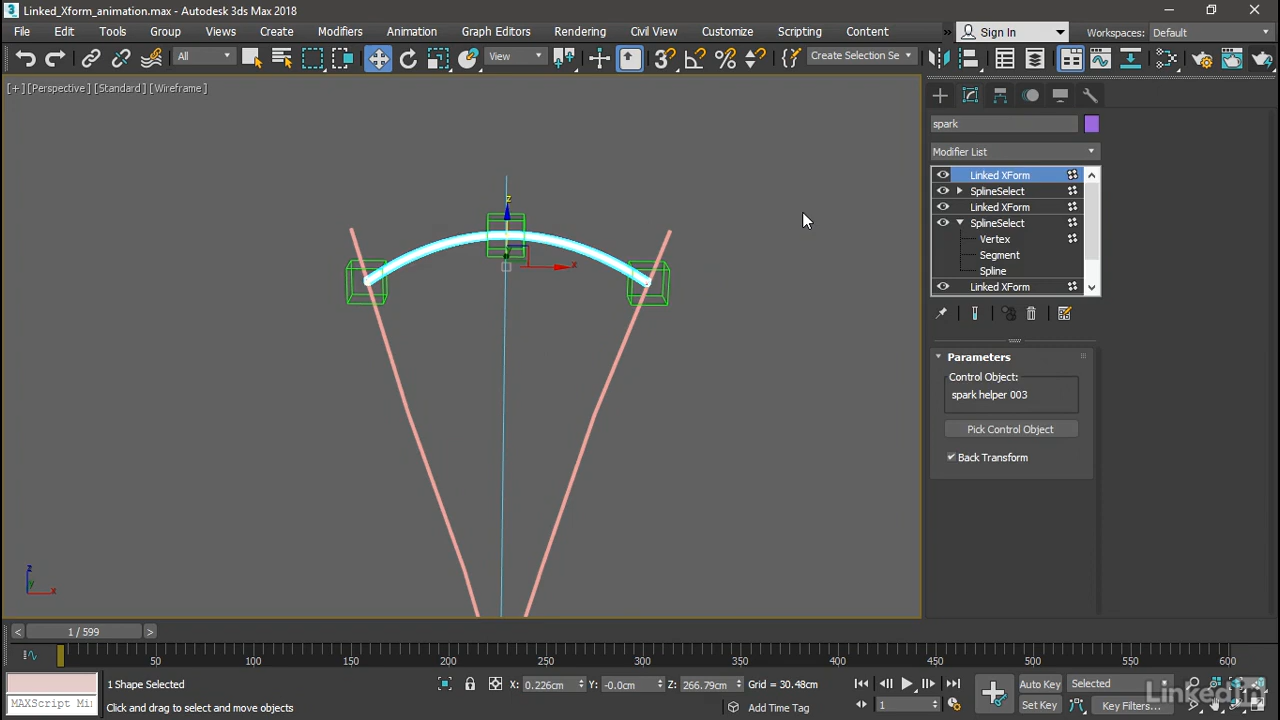 Linked_Xform_animation.max - Autodesk 3ds Max 2018
File Edit Tools Group Views Create Modifiers Animation Graph Editors Rendering Civil View Customize Scripting Content » Sign In Workspaces: Default
All View Create Selection Se
[+] [Perspective] [Standard] [Wireframe]
spark
Modifier List
Linked XForm
SplineSelect
Linked XForm
SplineSelect
Vertex
Segment
Spline
Linked XForm
Parameters
Control Object:
spark helper 003
Pick Control Object
Back Transform
z
x
z
y
x
< 1 / 599 >
50 100 150 200 250 300 350 400 450 500 550 600
1 Shape Selected X: 0.226cm Y: -0.0cm Z: 266.79cm Grid = 30.48cm Auto Key Selected
MAXScript Mi Click and drag to select and move objects Add Time Tag 1 Set Key Key Filters...
LinkedIn